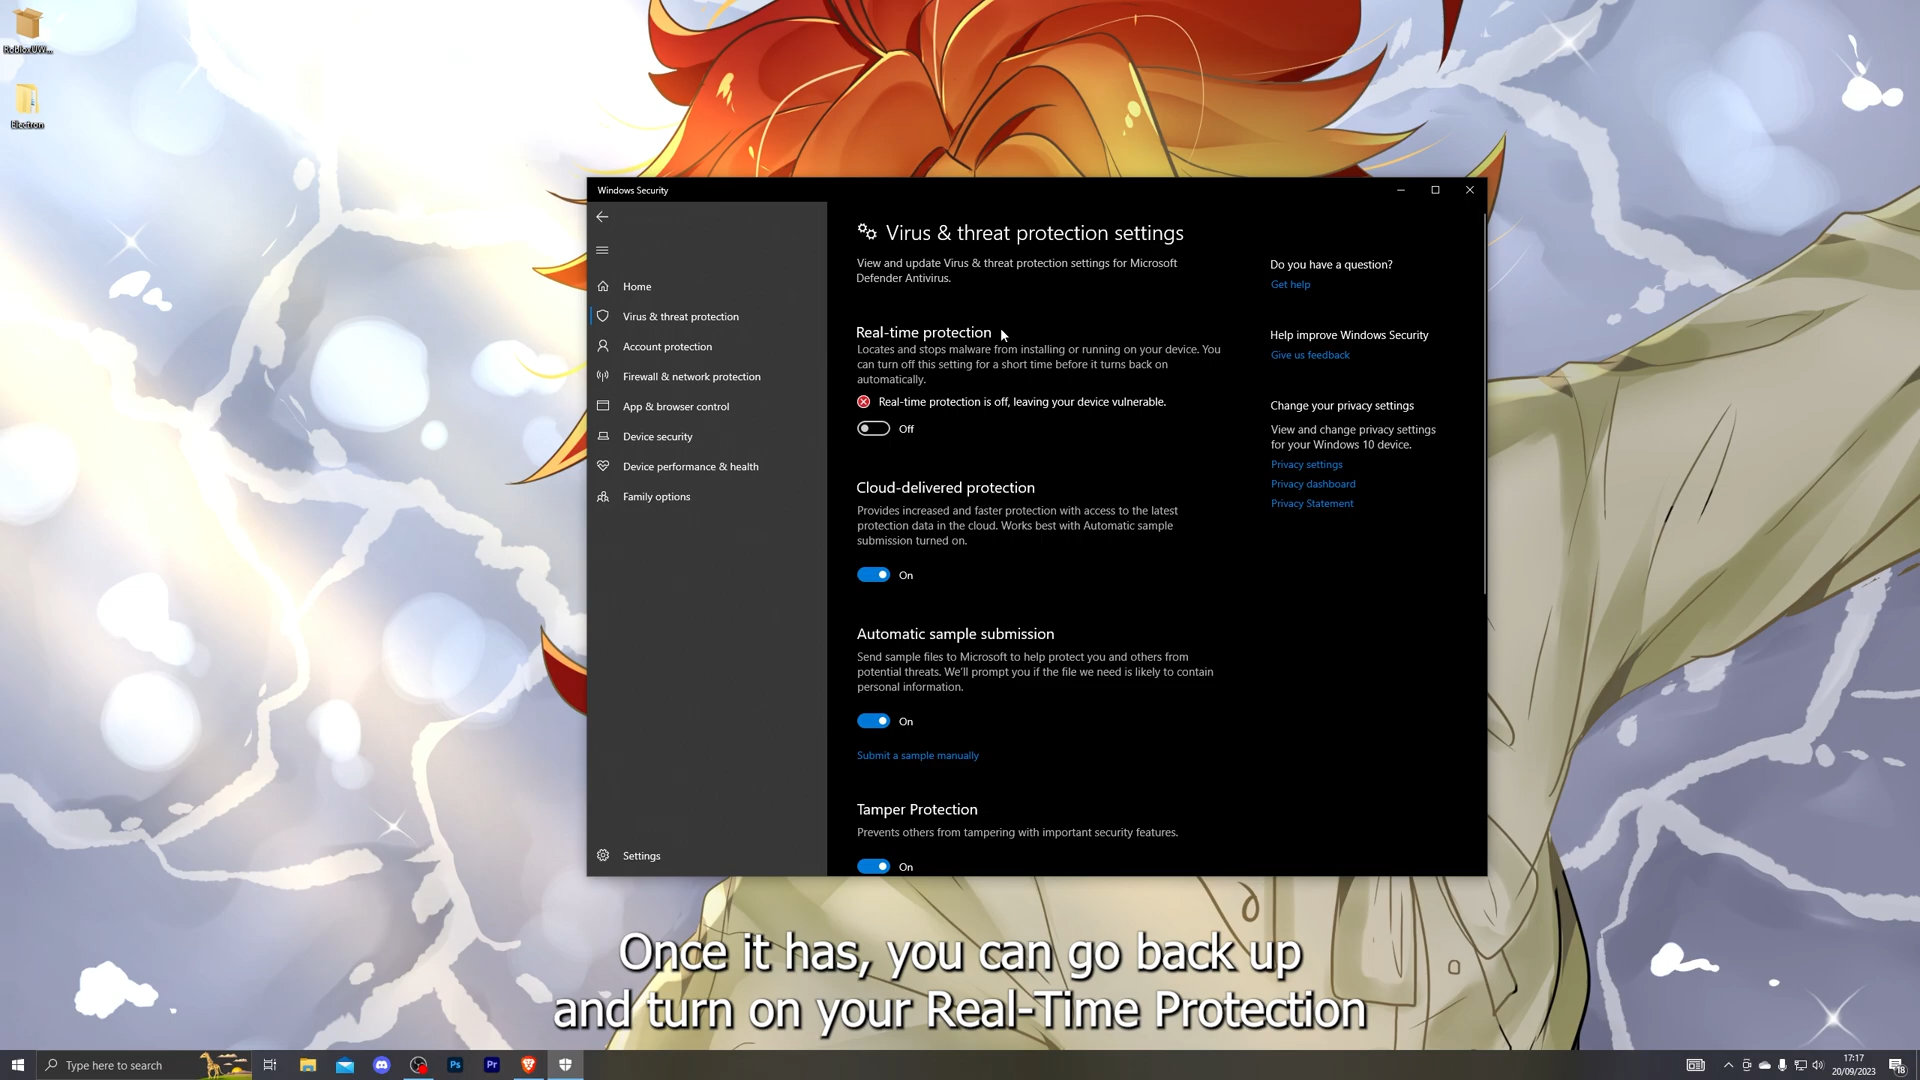 RobloxUW...
Electron
Windows Security
Virus & threat protection settings
View and update Virus & threat protection settings for Microsoft
Defender Antivirus.
Home
Virus & threat protection
Account protection
Firewall & network protection
App & browser control
Device security
Device performance & health
Family options
Settings
Real-time protection
Locates and stops malware from installing or running on your device. You
can turn off this setting for a short time before it turns back on
automatically.
Real-time protection is off, leaving your device vulnerable.
Off
Cloud-delivered protection
Provides increased and faster protection with access to the latest
protection data in the cloud. Works best with Automatic sample
submission turned on.
On
Automatic sample submission
Send sample files to Microsoft to help protect you and others from
potential threats. We'll prompt you if the file we need is likely to contain
personal information.
On
Submit a sample manually
Tamper Protection
Prevents others from tampering with important security features.
On
Do you have a question?
Get help
Help improve Windows Security
Give us feedback
Change your privacy settings
View and change privacy settings
for your Windows 10 device.
Privacy settings
Privacy dashboard
Privacy Statement
Once it has, you can go back up
and turn on your Real-Time Protection
Type here to search
Ps
Pr
17:17
20/09/2023
18